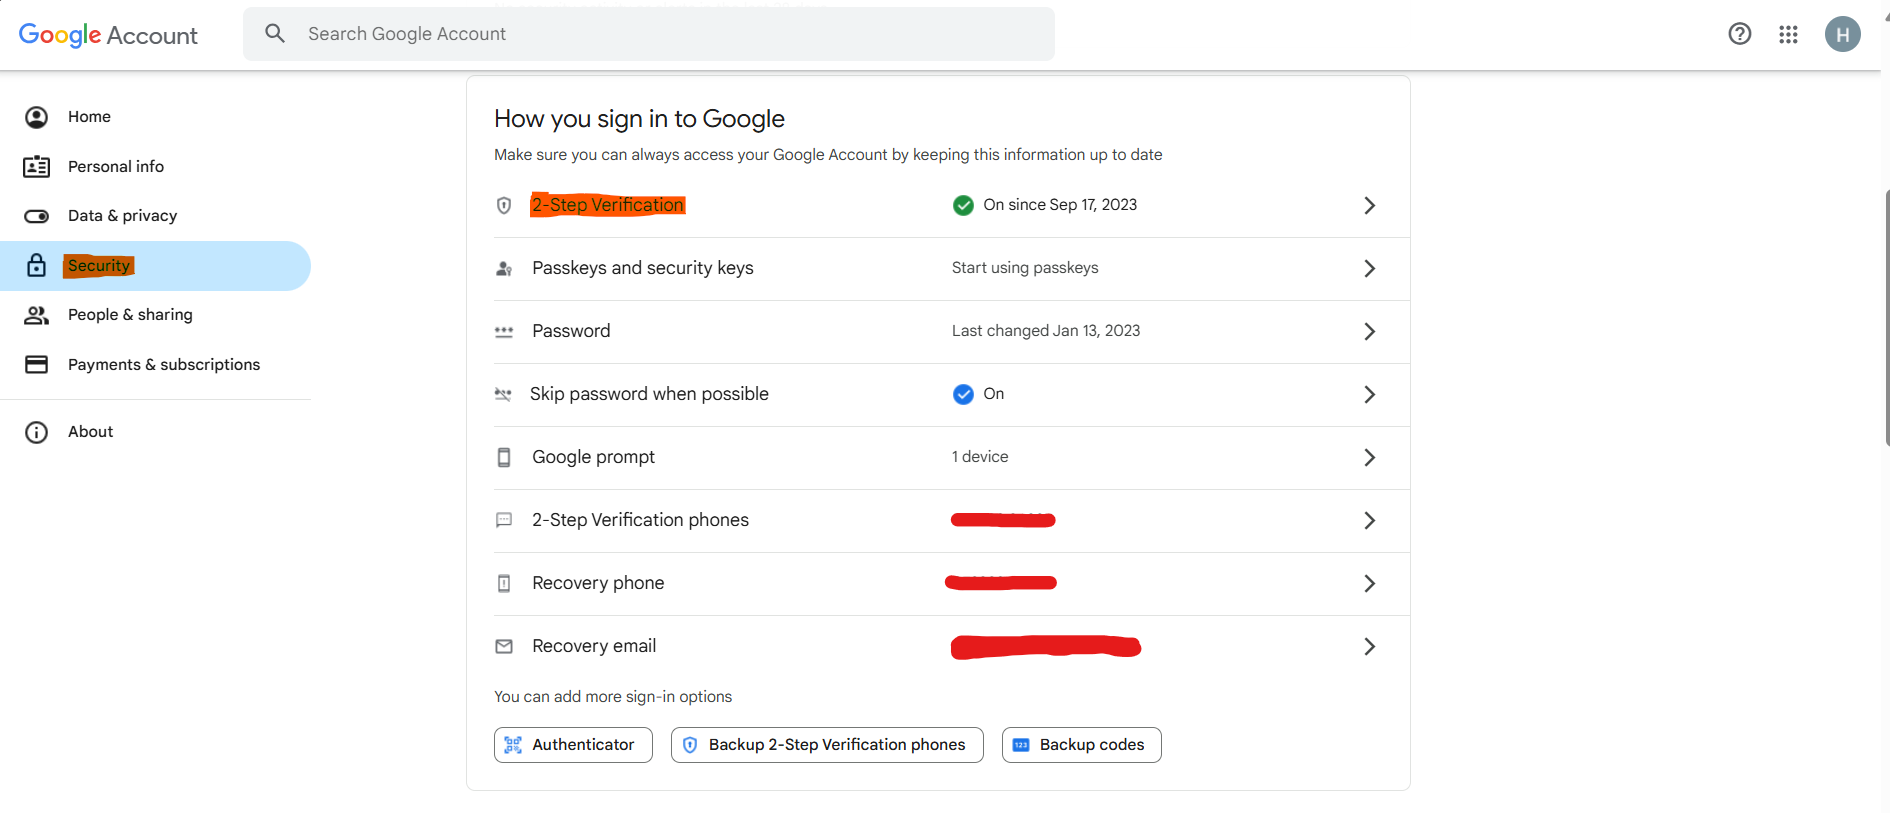 Google Account
Search Google Account
H
Home
Personal info
Data & privacy
Security
People & sharing
Payments & subscriptions
About
How you sign in to Google
Make sure you can always access your Google Account by keeping this information up to date
2-Step Verification On since Sep 17, 2023
Passkeys and security keys Start using passkeys
Password Last changed Jan 13, 2023
Skip password when possible On
Google prompt 1 device
2-Step Verification phones
Recovery phone
Recovery email
You can add more sign-in options
Authenticator Backup 2-Step Verification phones 123 Backup codes